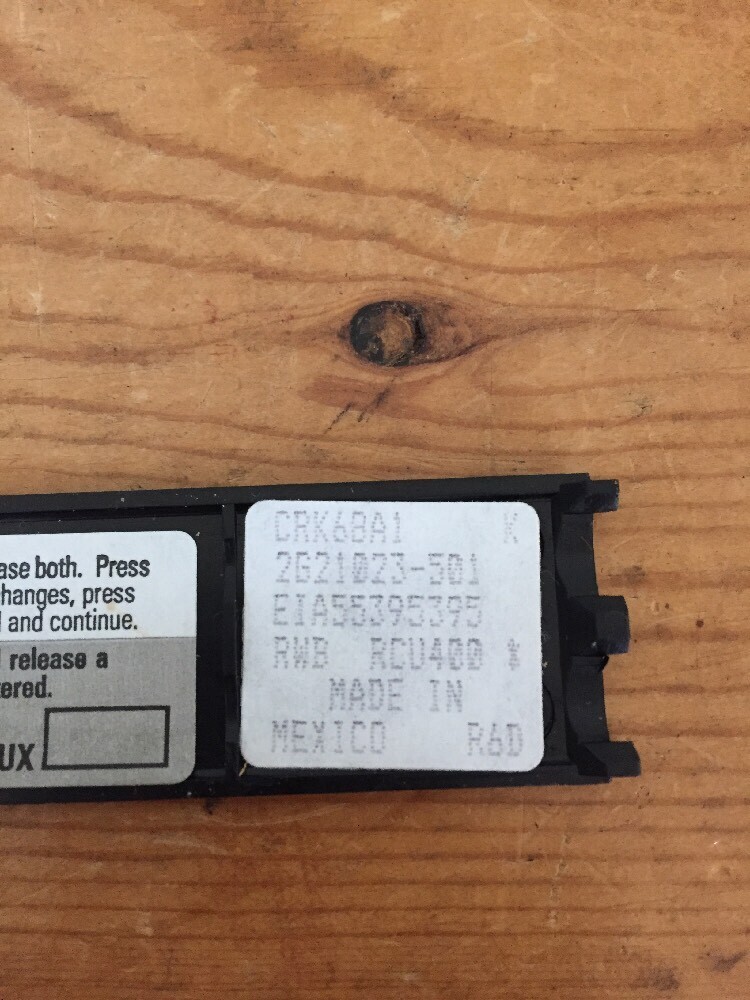 ase both. Press
hanges, press
and continue.
release a
ered.
UX
CRK68A1 K
2G21023-501
EIA55395395
RWB RCU400 *
MADE IN
MEXICO R6D